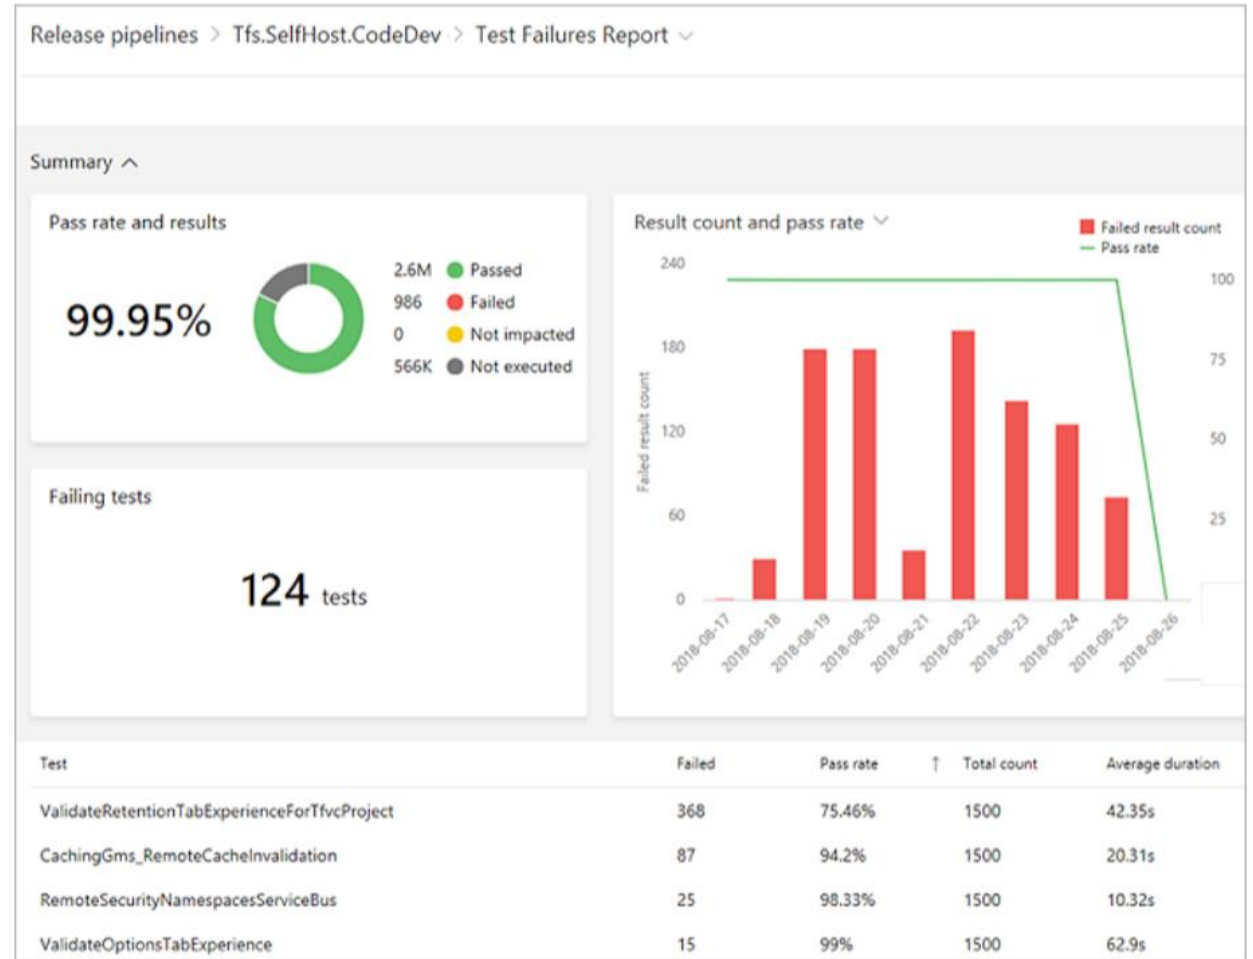 Release pipelines > Tfs.SelfHost.CodeDev > Test Failures Report
Summary
Pass rate and results
99.95%
2.6M Passed
986 Failed
0 Not impacted
566K Not executed
Result count and pass rate
Failed result count
Pass rate
240
180
120
60
0
Failed result count
100
75
50
25
2018-08-17
2018-08-18
2018-08-19
2018-08-20
2018-08-21
2018-08-22
2018-08-23
2018-08-24
2018-08-25
2018-08-26
Failing tests
124 tests
Test Failed Pass rate ↑ Total count Average duration
ValidateRetentionTabExperienceForTfvcProject 368 75.46% 1500 42.35s
CachingGms_RemoteCacheInvalidation 87 94.2% 1500 20.31s
RemoteSecurityNamespacesServiceBus 25 98.33% 1500 10.32s
ValidateOptionsTabExperience 15 99% 1500 62.9s